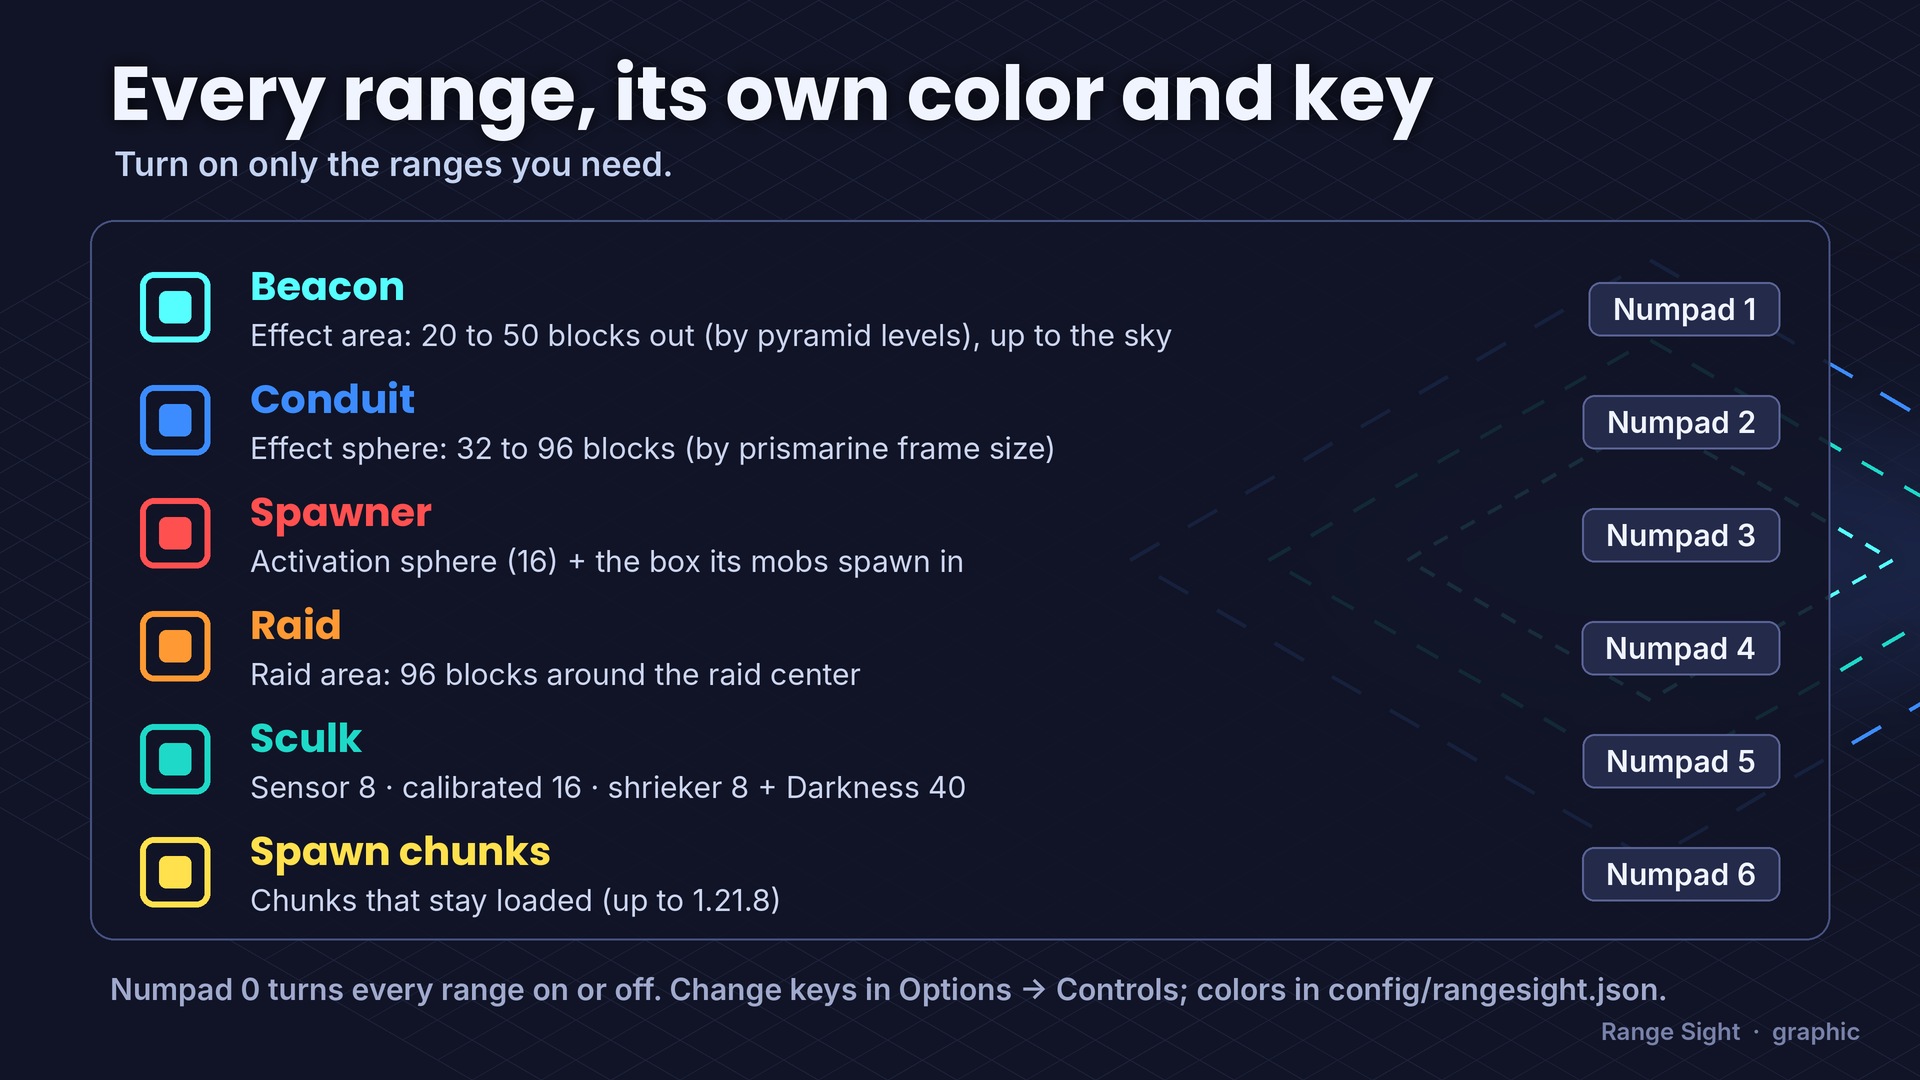 Every range, its own color and key
Turn on only the ranges you need.
Beacon
Effect area: 20 to 50 blocks out (by pyramid levels), up to the sky
Numpad 1
Conduit
Effect sphere: 32 to 96 blocks (by prismarine frame size)
Numpad 2
Spawner
Activation sphere (16) + the box its mobs spawn in
Numpad 3
Raid
Raid area: 96 blocks around the raid center
Numpad 4
Sculk
Sensor 8 · calibrated 16 · shrieker 8 + Darkness 40
Numpad 5
Spawn chunks
Chunks that stay loaded (up to 1.21.8)
Numpad 6
Numpad 0 turns every range on or off. Change keys in Options → Controls; colors in config/rangesight.json.
Range Sight · graphic